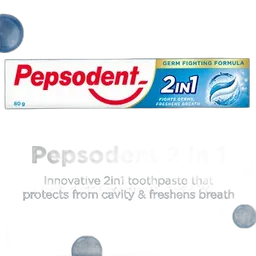 GERM FIGHTING FORMULA
Pepsodent
2IN1
FIGHTS GERMS,
FRESHENS BREATH
80 g
Pepsodent 2 in 1
Innovative 2in1 toothpaste that
protects from cavity & freshens breath